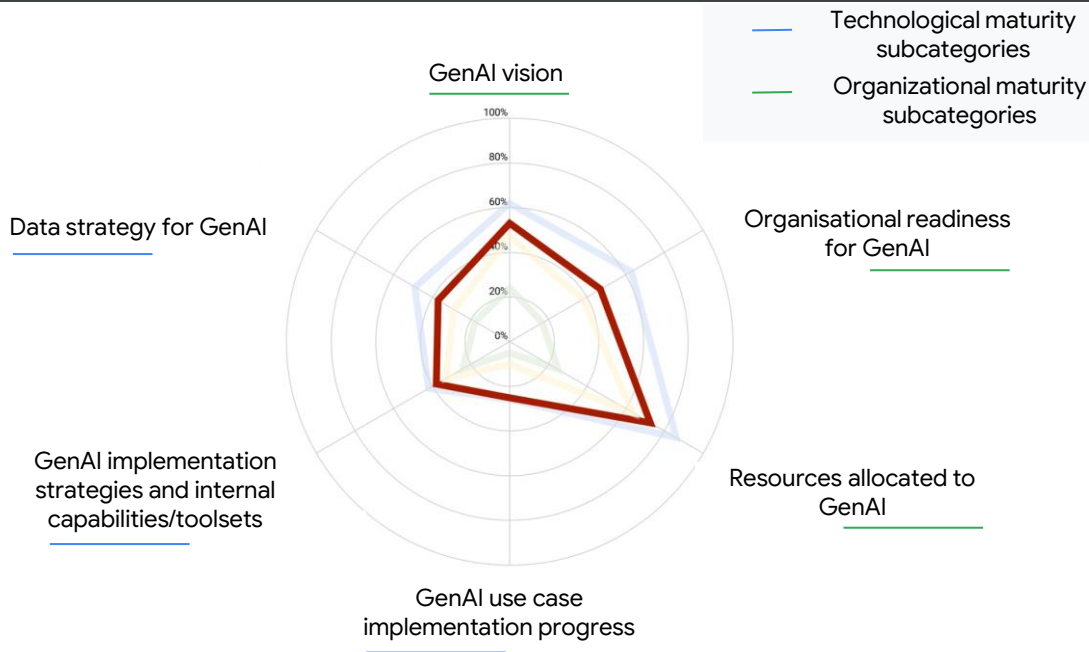 Technological maturity
subcategories
Organizational maturity
subcategories
GenAI vision
100%
80%
60%
40%
20%
0%
Data strategy for GenAI
Organisational readiness
for GenAI
GenAI implementation
strategies and internal
capabilities/toolsets
Resources allocated to
GenAI
GenAI use case
implementation progress